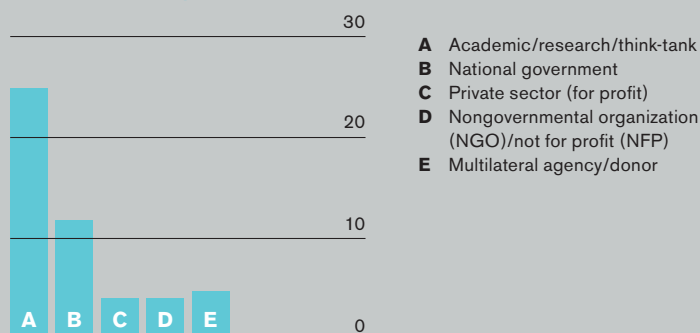 30
20
10
0
A B C D E
A Academic/research/think-tank
B National government
C Private sector (for profit)
D Nongovernmental organization
(NGO)/not for profit (NFP)
E Multilateral agency/donor